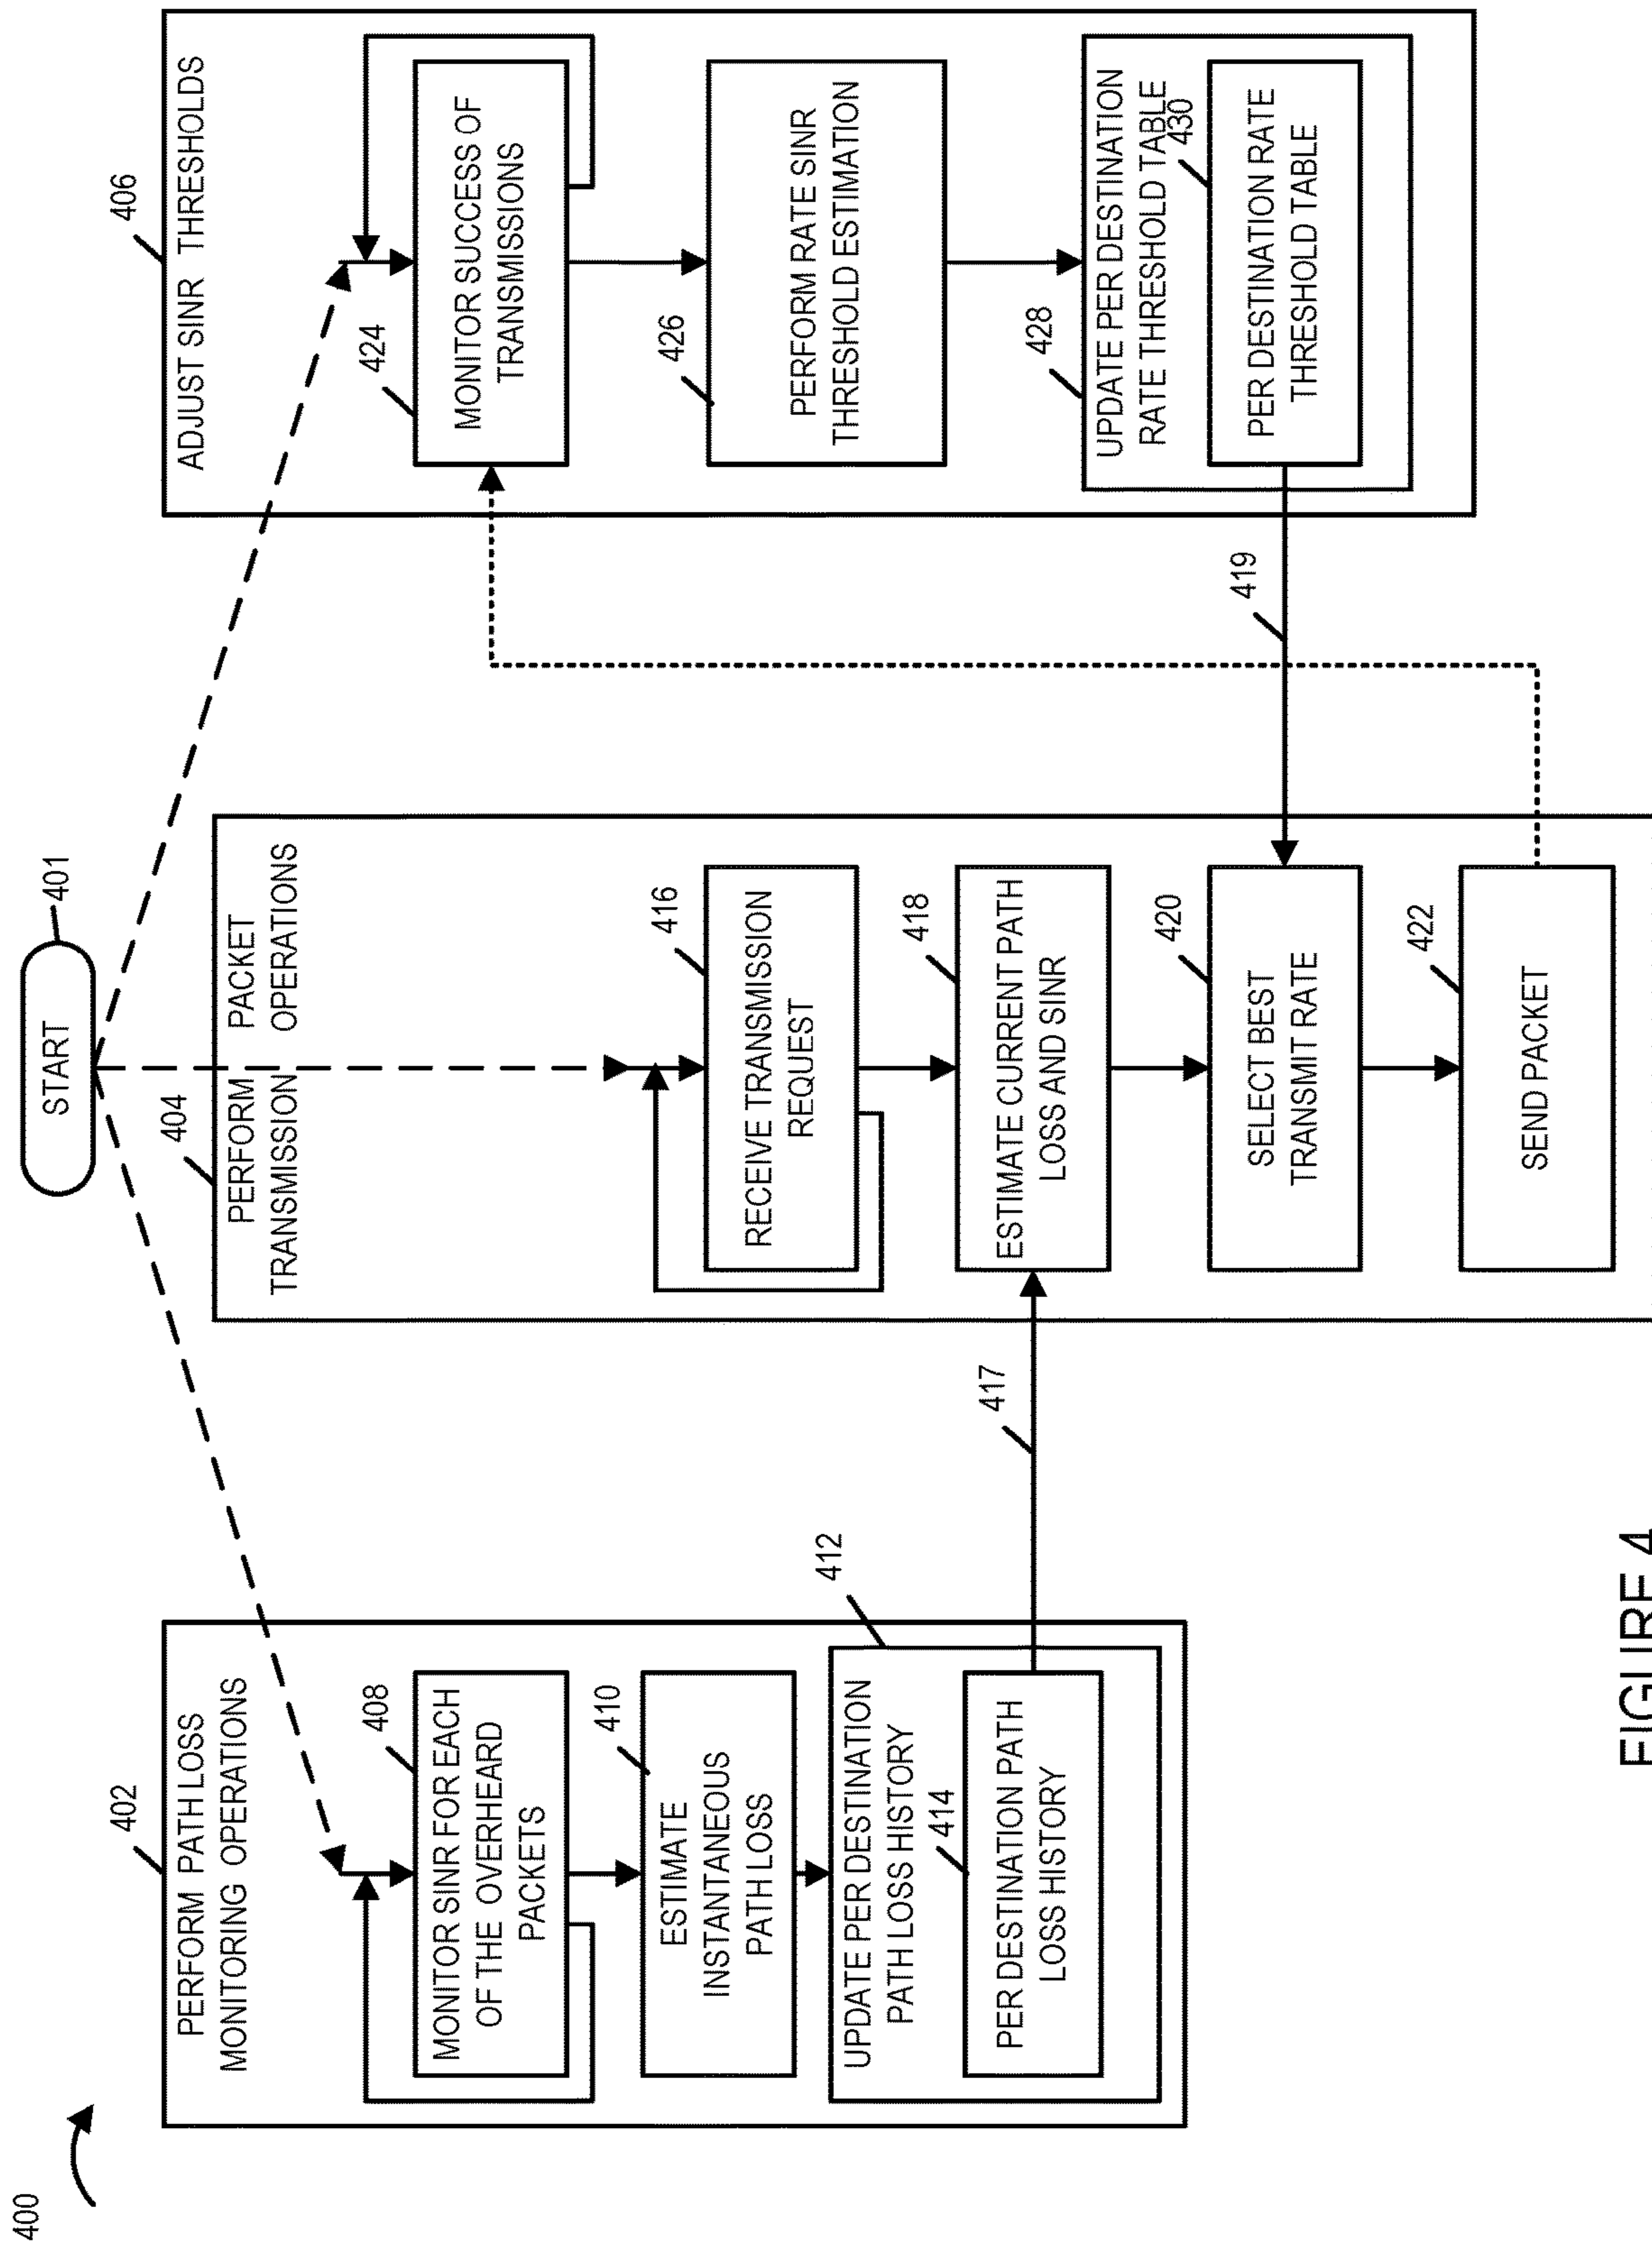 400
START
401
402
PERFORM PATH LOSS
MONITORING OPERATIONS
408
MONITOR SINR FOR EACH
OF THE OVERHEARD
PACKETS
410
ESTIMATE
INSTANTANEOUS
PATH LOSS
412
UPDATE PER DESTINATION
PATH LOSS HISTORY
414
PER DESTINATION PATH
LOSS HISTORY
417
404
PERFORM PACKET
TRANSMISSION OPERATIONS
416
RECEIVE TRANSMISSION
REQUEST
418
ESTIMATE CURRENT PATH
LOSS AND SINR
420
SELECT BEST
TRANSMIT RATE
422
SEND PACKET
419
406
ADJUST SINR THRESHOLDS
424
MONITOR SUCCESS OF
TRANSMISSIONS
426
PERFORM RATE SINR
THRESHOLD ESTIMATION
428
UPDATE PER DESTINATION
RATE THRESHOLD TABLE
430
PER DESTINATION RATE
THRESHOLD TABLE
FIGURE 4